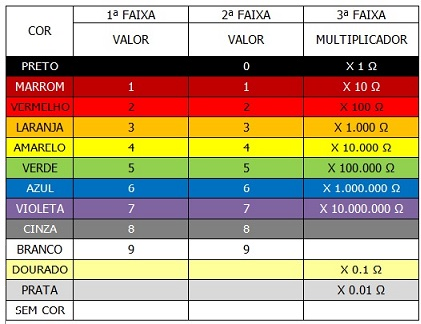 COR 1ª FAIXA 2ª FAIXA 3ª FAIXA
VALOR VALOR MULTIPLICADOR
PRETO 0 X 1 Ω
MARROM 1 1 X 10 Ω
VERMELHO 2 2 X 100 Ω
LARANJA 3 3 X 1.000 Ω
AMARELO 4 4 X 10.000 Ω
VERDE 5 5 X 100.000 Ω
AZUL 6 6 X 1.000.000 Ω
VIOLETA 7 7 X 10.000.000 Ω
CINZA 8 8
BRANCO 9 9
DOURADO X 0.1 Ω
PRATA X 0.01 Ω
SEM COR